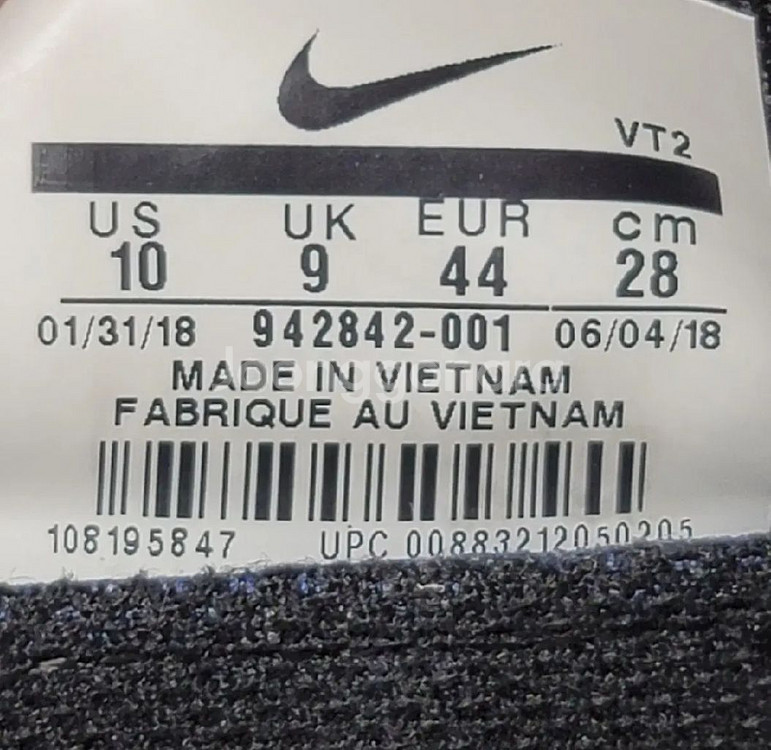 VT2
US UK EUR cm
10 9 44 28
01/31/18 942842-001 06/04/18
MADE IN VIETNAM
FABRIQUE AU VIETNAM
108195847 UPC 00883212050205